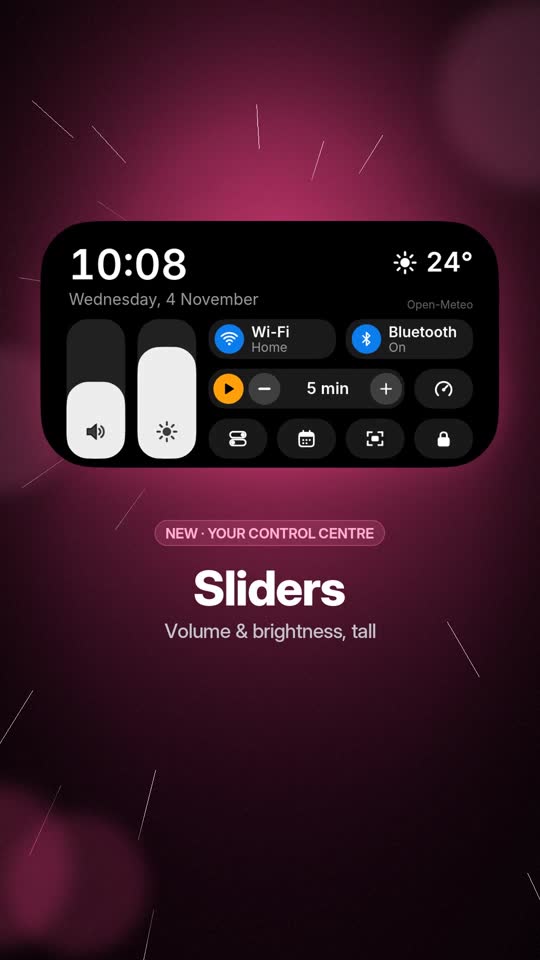 10:08
24°
Wednesday, 4 November
Open-Meteo
Wi-Fi
Home
Bluetooth
On
5 min
NEW · YOUR CONTROL CENTRE
Sliders
Volume & brightness, tall